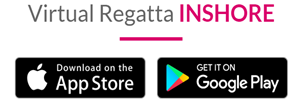 Virtual Regatta INSHORE
Download on the
App Store
GET IT ON
Google Play